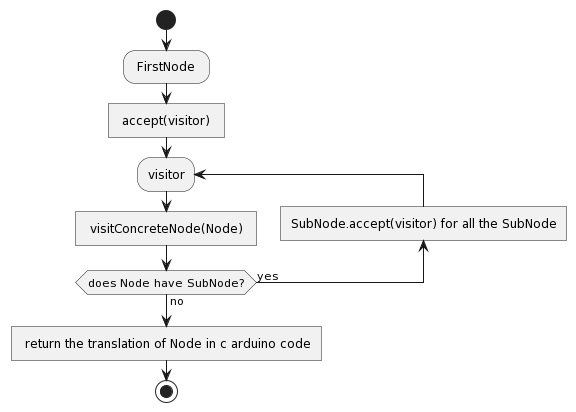 FirstNode
accept(visitor)
visitor
visitConcreteNode(Node)
SubNode.accept(visitor) for all the SubNode
does Node have SubNode?
yes
no
return the translation of Node in c arduino code